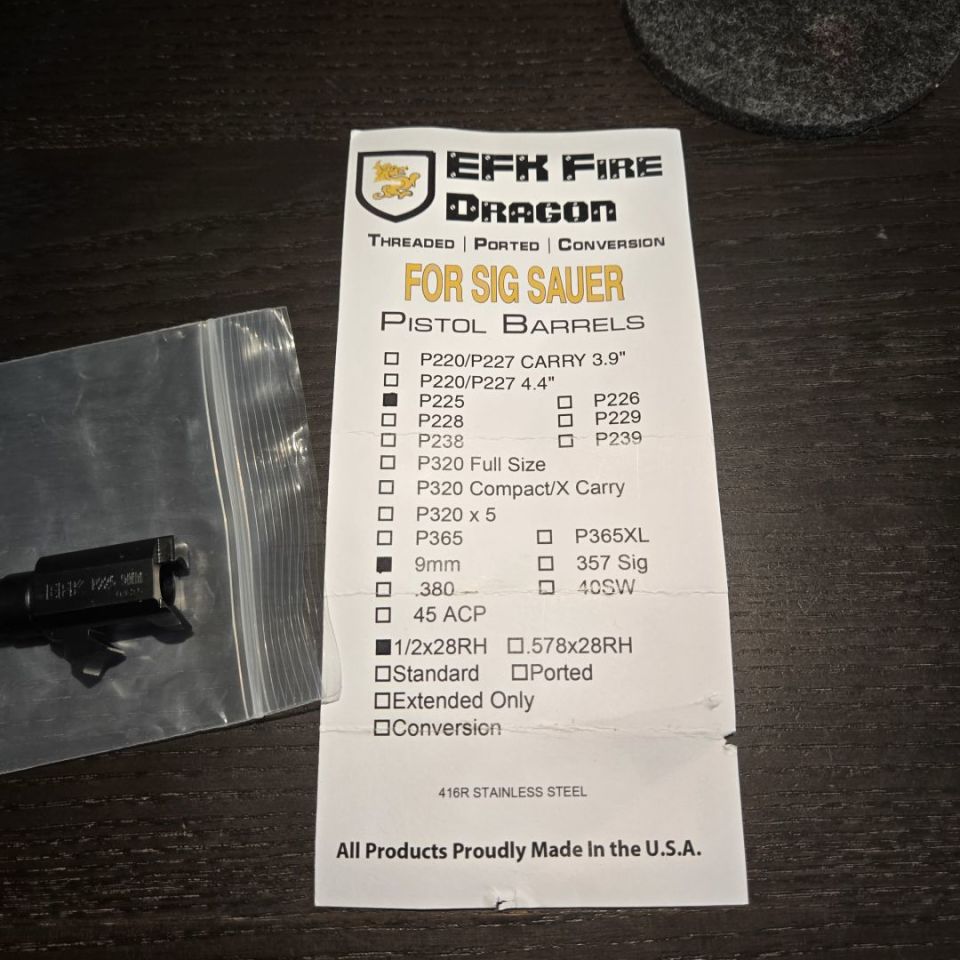 EFK FIRE
DRAGON
THREADED | PORTED | CONVERSION
FOR SIG SAUER
PISTOL BARRELS
☐ P220/P227 CARRY 3.9"
☐ P220/P227 4.4"
■ P225 ☐ P226
☐ P228 ☐ P229
☐ P238 ☐ P239
☐ P320 Full Size
☐ P320 Compact/X Carry
☐ P320 x 5
☐ P365 ☐ P365XL
■ 9mm ☐ 357 Sig
☐ .380 ☐ 40SW
☐ 45 ACP
■1/2x28RH ☐.578x28RH
☐Standard ☐Ported
☐Extended Only
☐Conversion
416R STAINLESS STEEL
All Products Proudly Made In the U.S.A.
EFK P225 9MM